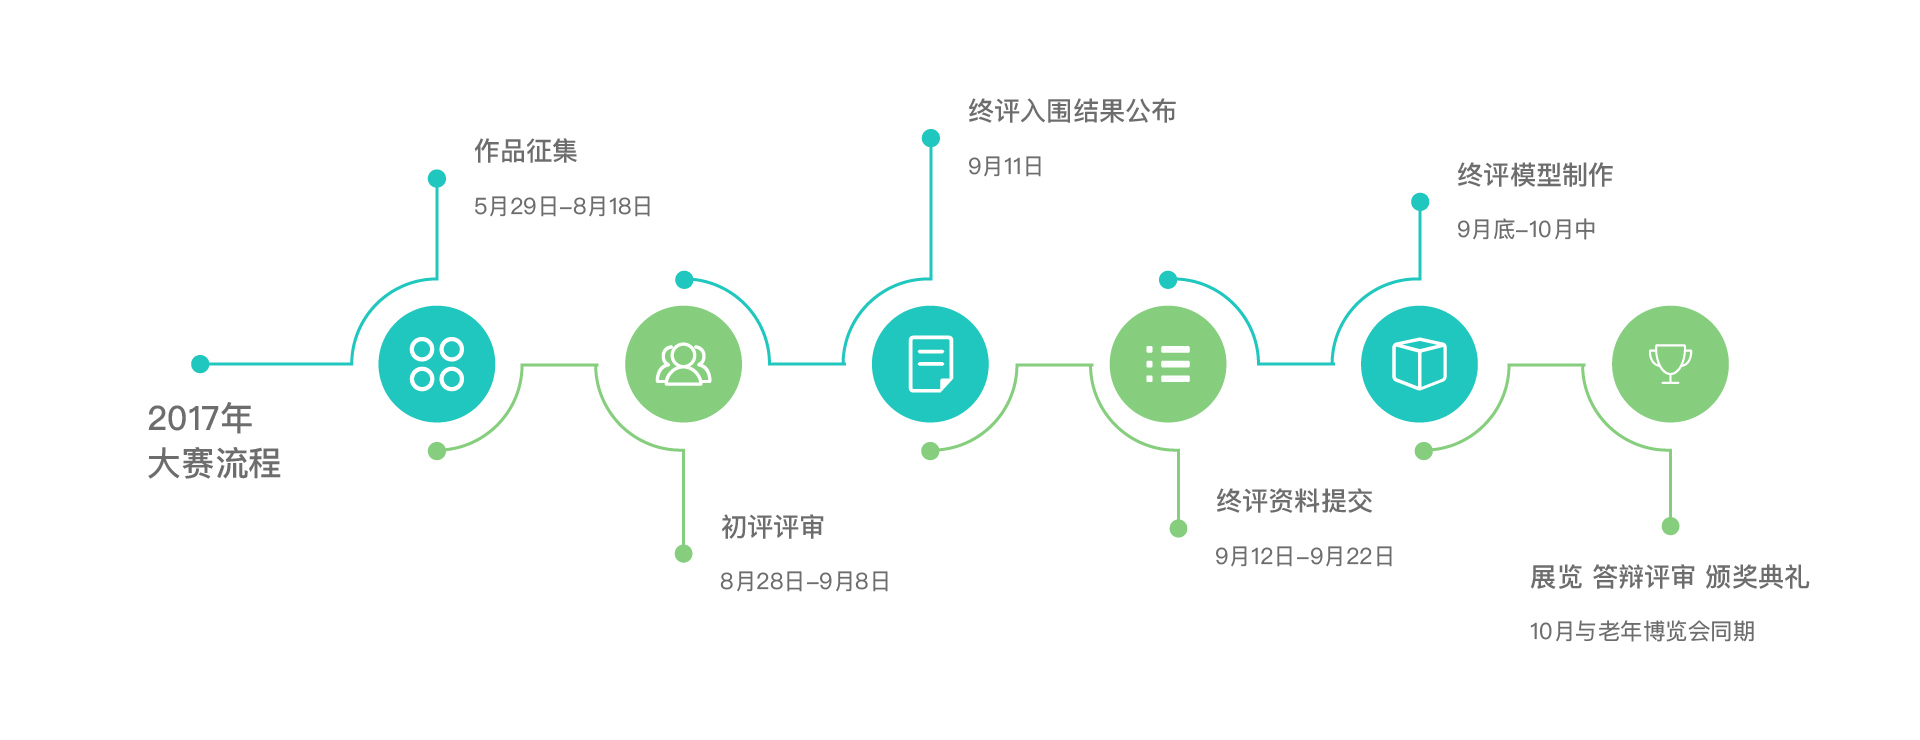 2017年
大赛流程
作品征集
5月29日–8月18日
初评评审
8月28日–9月8日
终评入围结果公布
9月11日
终评资料提交
9月12日–9月22日
终评模型制作
9月底–10月中
展览 答辩评审 颁奖典礼
10月与老年博览会同期